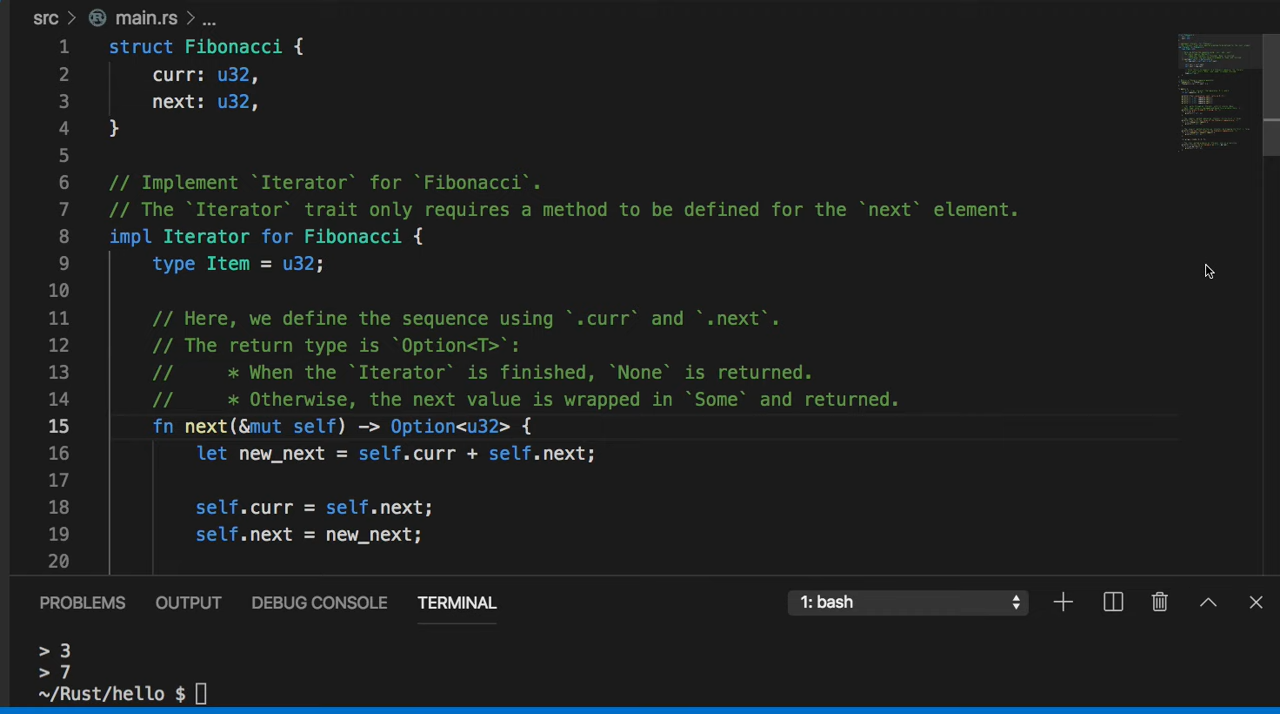 src > main.rs > ...
1 struct Fibonacci {
2     curr: u32,
3     next: u32,
4 }
5
6 // Implement `Iterator` for `Fibonacci`.
7 // The `Iterator` trait only requires a method to be defined for the `next` element.
8 impl Iterator for Fibonacci {
9     type Item = u32;
10
11     // Here, we define the sequence using `.curr` and `.next`.
12     // The return type is `Option<T>`:
13     //     * When the `Iterator` is finished, `None` is returned.
14     //     * Otherwise, the next value is wrapped in `Some` and returned.
15     fn next(&mut self) -> Option<u32> {
16         let new_next = self.curr + self.next;
17
18         self.curr = self.next;
19         self.next = new_next;
20
PROBLEMS OUTPUT DEBUG CONSOLE TERMINAL 1: bash
> 3
> 7
~/Rust/hello $